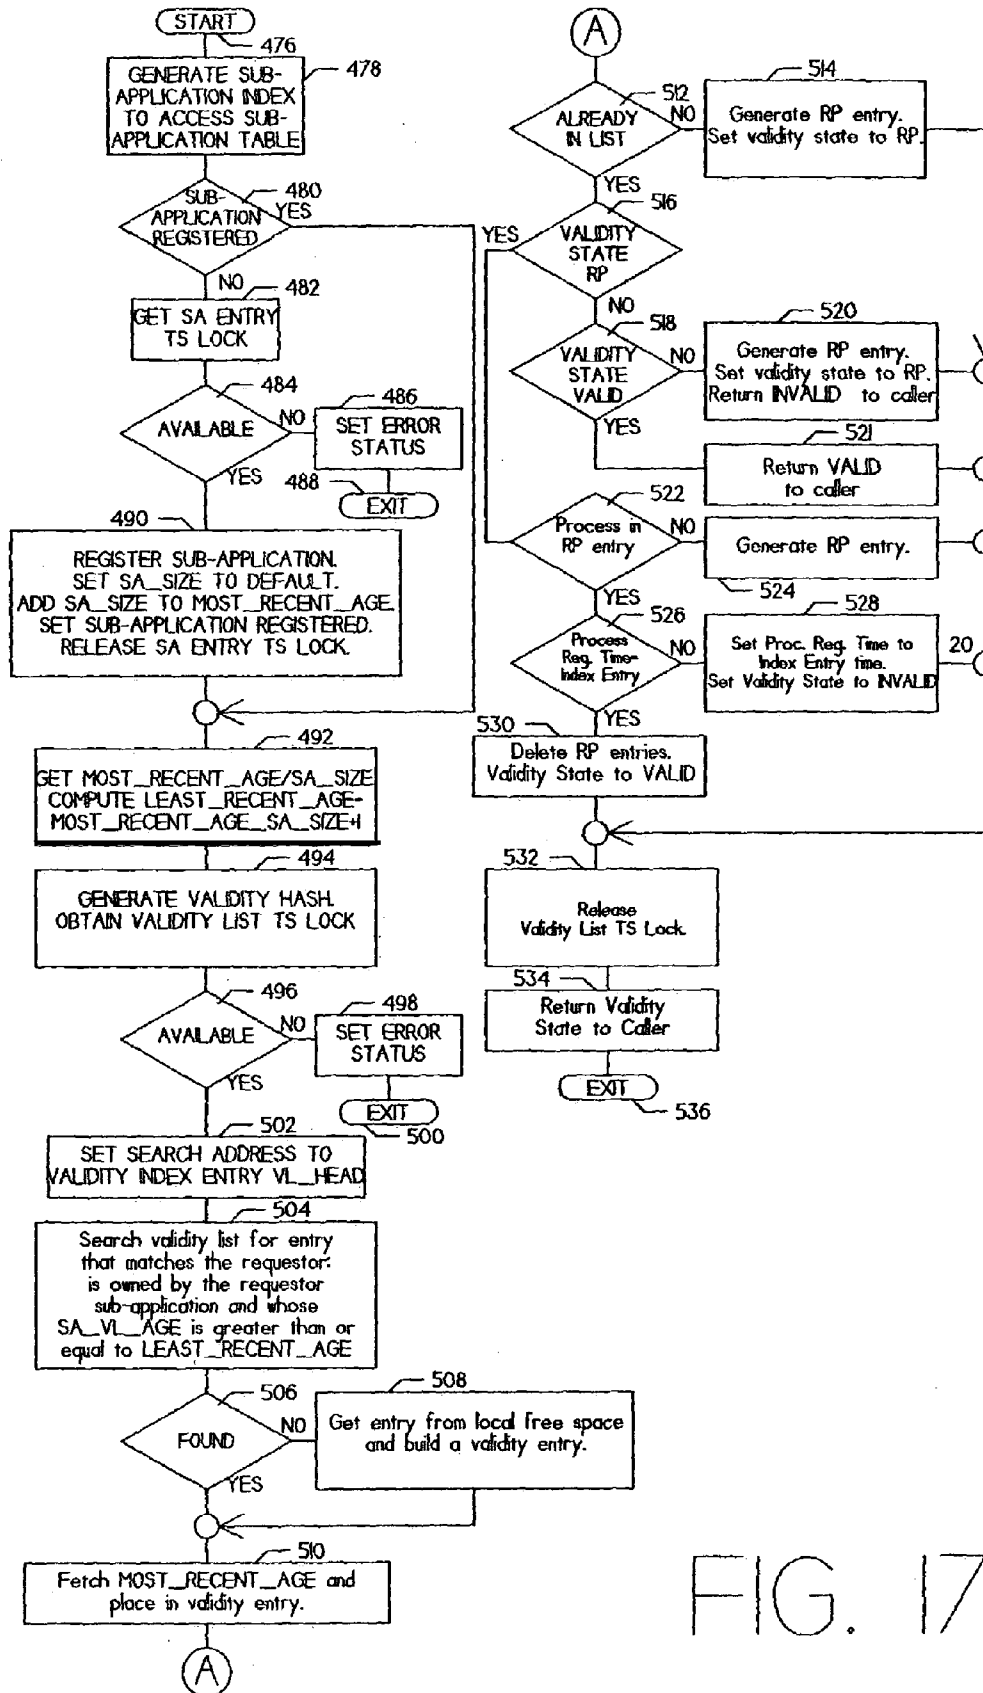 START
476
GENERATE SUB-
APPLICATION INDEX
TO ACCESS SUB-
APPLICATION TABLE
478
SUB-
APPLICATION
REGISTERED
480
YES
NO
482
GET SA ENTRY
TS LOCK
484
AVAILABLE
NO
YES
486
SET ERROR
STATUS
488
EXIT
490
REGISTER SUB-APPLICATION.
SET SA_SIZE TO DEFAULT.
ADD SA_SIZE TO MOST_RECENT_AGE.
SET SUB-APPLICATION REGISTERED.
RELEASE SA ENTRY TS LOCK.
492
GET MOST_RECENT_AGE/SA_SIZE
COMPUTE LEAST_RECENT_AGE-
MOST_RECENT_AGE_SA_SIZE+1
494
GENERATE VALIDITY HASH.
OBTAIN VALIDITY LIST TS LOCK
496
AVAILABLE
NO
YES
498
SET ERROR
STATUS
EXIT
500
502
SET SEARCH ADDRESS TO
VALIDITY INDEX ENTRY VL_HEAD
504
Search validity list for entry
that matches the requestor:
is owned by the requestor
sub-application and whose
SA_VL_AGE is greater than or
equal to LEAST_RECENT_AGE
506
FOUND
NO
YES
508
Get entry from local free space
and build a validity entry.
510
Fetch MOST_RECENT_AGE and
place in validity entry.
A
A
512
ALREADY
IN LIST
NO
YES
514
Generate RP entry.
Set validity state to RP.
516
YES
VALIDITY
STATE
RP
NO
518
VALIDITY
STATE
VALID
NO
YES
520
Generate RP entry.
Set validity state to RP.
Return INVALID to caller
521
Return VALID
to caller
522
Process in
RP entry
NO
YES
Generate RP entry.
524
526
Process
Reg. Time-
Index Entry
NO
YES
528
Set Proc. Reg. Time to
Index Entry time.
Set Validity State to INVALID
20
530
Delete RP entries.
Validity State to VALID
532
Release
Validity List TS Lock.
534
Return Validity
State to Caller
EXIT
536
FIG. 17